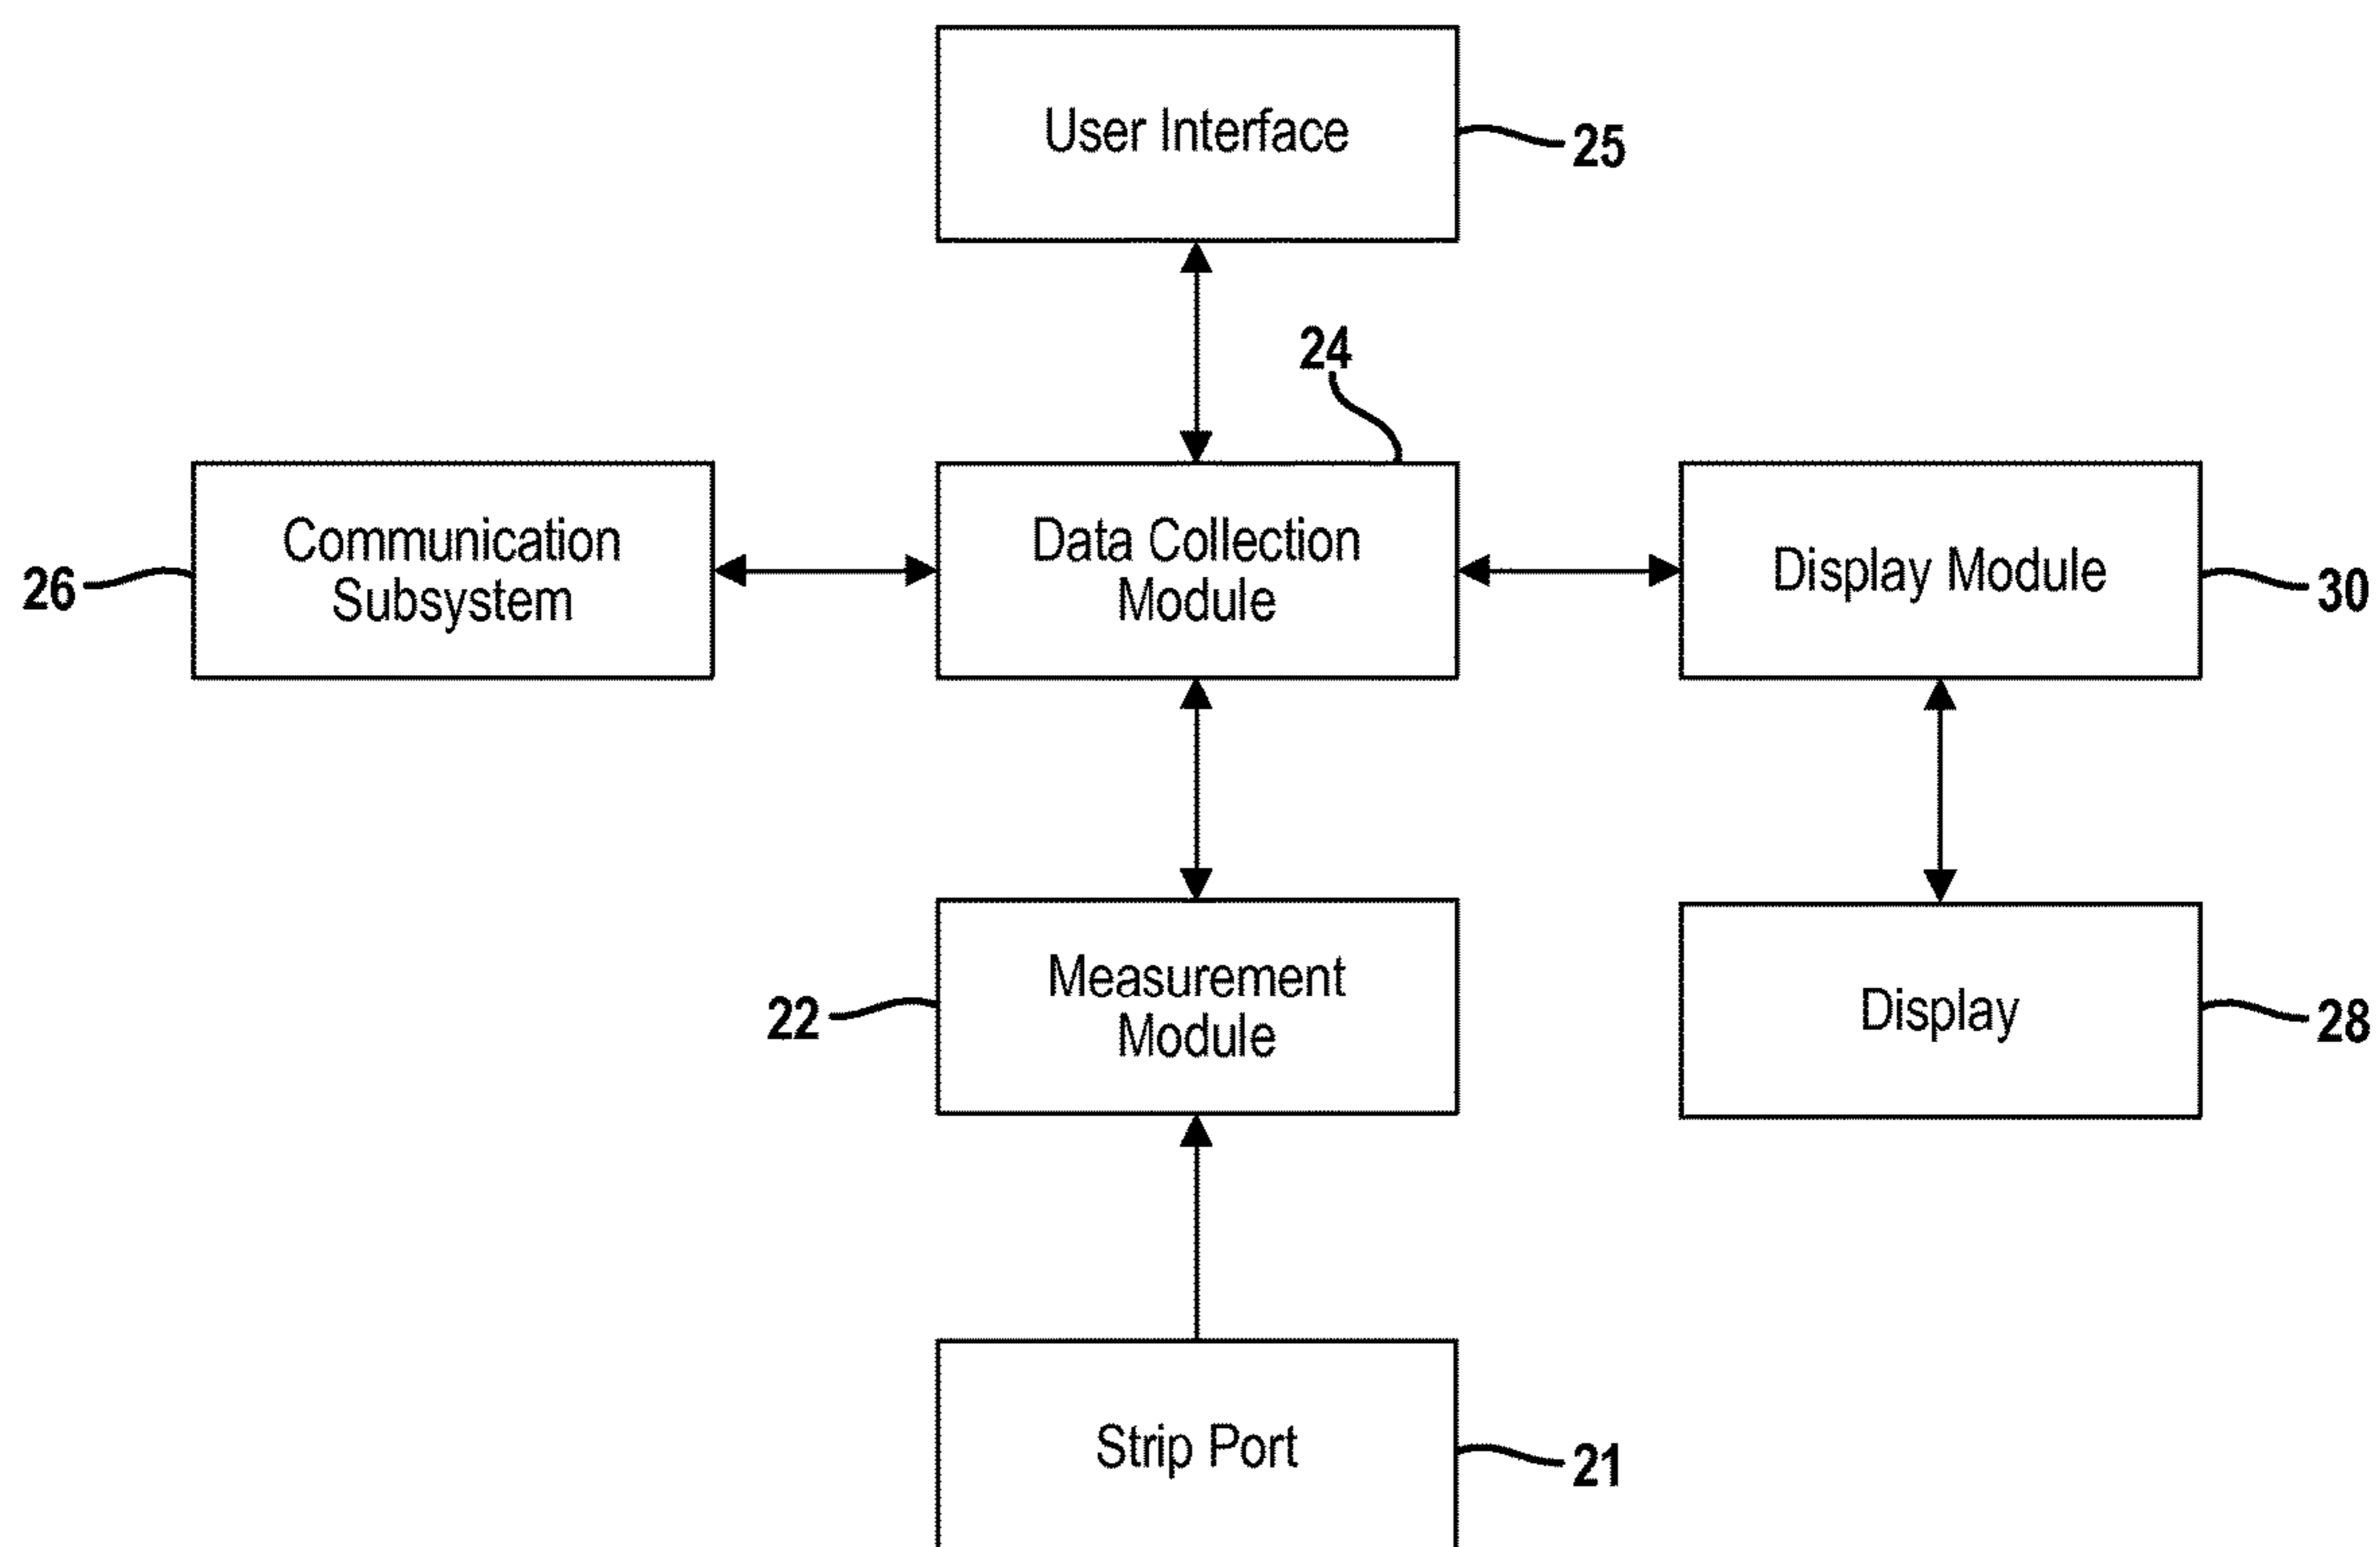 User Interface
25
24
Communication
Subsystem
26
Data Collection
Module
Display Module
30
Measurement
Module
22
Display
28
Strip Port
21